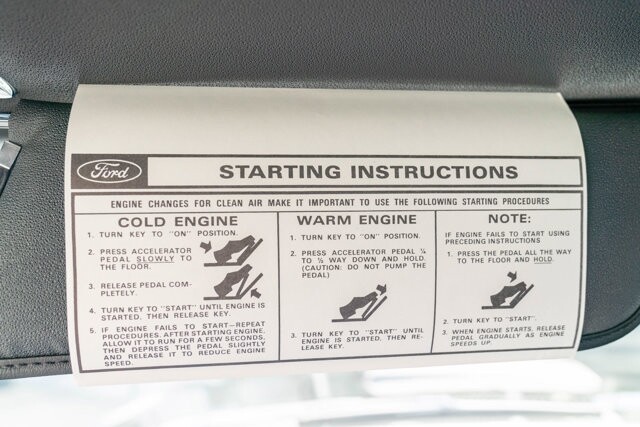 Ford
STARTING INSTRUCTIONS
ENGINE CHANGES FOR CLEAN AIR MAKE IT IMPORTANT TO USE THE FOLLOWING STARTING PROCEDURES
COLD ENGINE
1. TURN KEY TO "ON" POSITION.
2. PRESS ACCELERATOR
PEDAL SLOWLY TO
THE FLOOR.
3. RELEASE PEDAL COM-
PLETELY.
4. TURN KEY TO "START" UNTIL ENGINE IS
STARTED, THEN RELEASE KEY.
5. IF ENGINE FAILS TO START—REPEAT
PROCEDURES. AFTER STARTING ENGINE,
ALLOW IT TO RUN FOR A FEW SECONDS,
THEN DEPRESS THE PEDAL SLIGHTLY
AND RELEASE IT TO REDUCE ENGINE
SPEED.
WARM ENGINE
1. TURN KEY TO "ON" POSITION.
2. PRESS ACCELERATOR PEDAL ¼
TO ½ WAY DOWN AND HOLD.
(CAUTION: DO NOT PUMP THE
PEDAL)
3. TURN KEY TO "START" UNTIL
ENGINE IS STARTED, THEN RE-
LEASE KEY.
NOTE:
IF ENGINE FAILS TO START USING
PRECEDING INSTRUCTIONS
1. PRESS THE PEDAL ALL THE WAY
TO THE FLOOR AND HOLD.
2. TURN KEY TO "START".
3. WHEN ENGINE STARTS, RELEASE
PEDAL GRADUALLY AS ENGINE
SPEEDS UP.